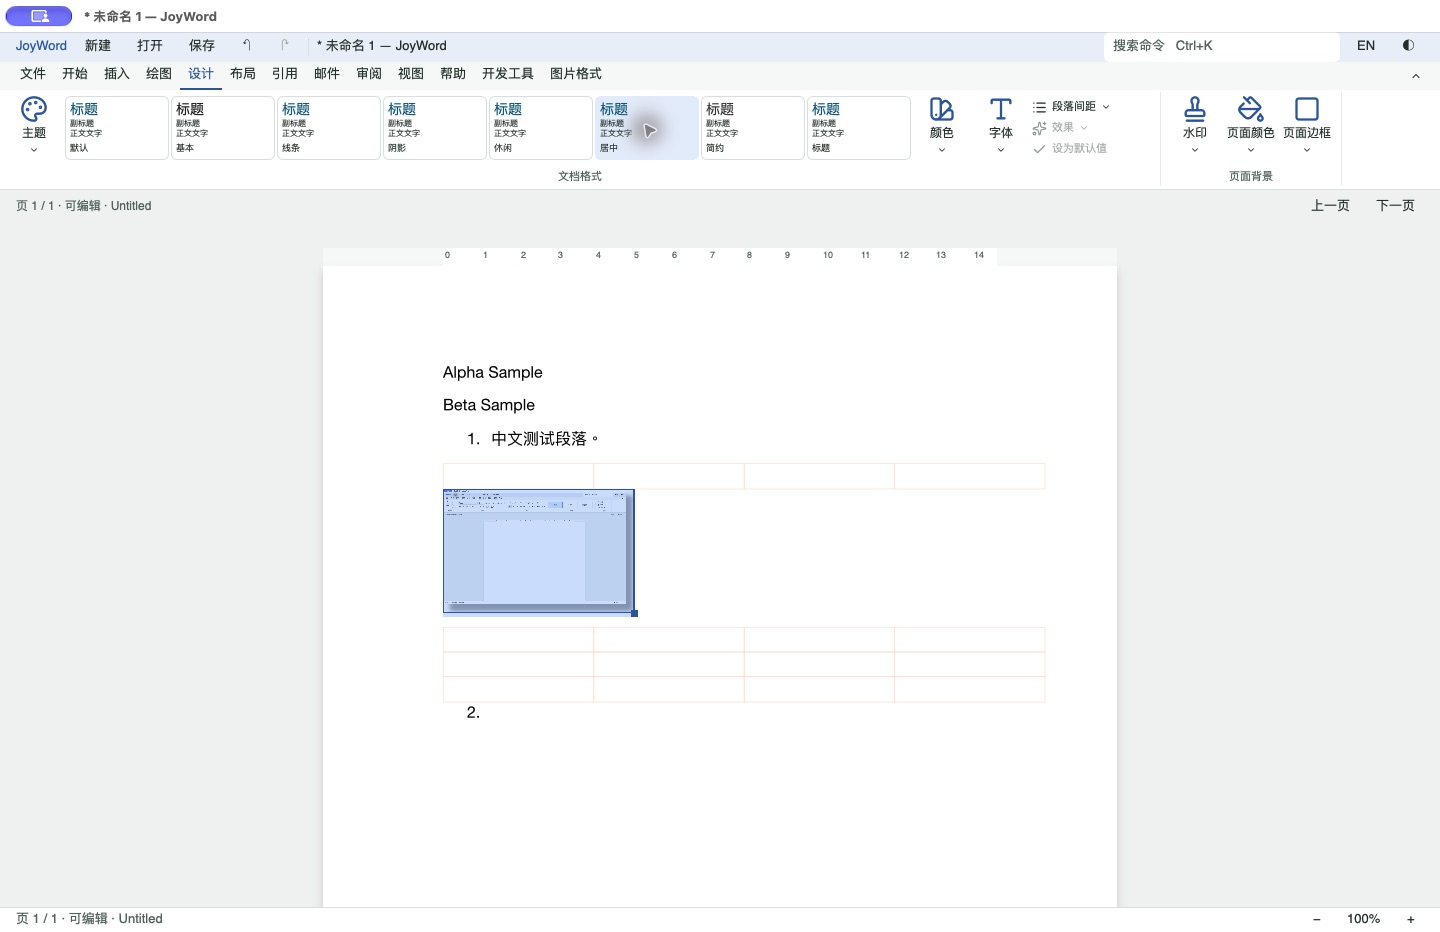 * 未命名 1 — JoyWord
JoyWord 新建 打开 保存 * 未命名 1 — JoyWord 搜索命令 Ctrl+K EN
文件 开始 插入 绘图 设计 布局 引用 邮件 审阅 视图 帮助 开发工具 图片格式
主题
标题
副标题
正文文字
默认
标题
副标题
正文文字
基本
标题
副标题
正文文字
线条
标题
副标题
正文文字
阴影
标题
副标题
正文文字
休闲
标题
副标题
正文文字
居中
标题
副标题
正文文字
简约
标题
副标题
正文文字
标题
颜色
字体
段落间距
效果
设为默认值
文档格式
水印
页面颜色
页面边框
页面背景
页 1 / 1 · 可编辑 · Untitled 上一页 下一页
0 1 2 3 4 5 6 7 8 9 10 11 12 13 14
Alpha Sample
Beta Sample
1. 中文测试段落。
2.
页 1 / 1 · 可编辑 · Untitled − 100% +